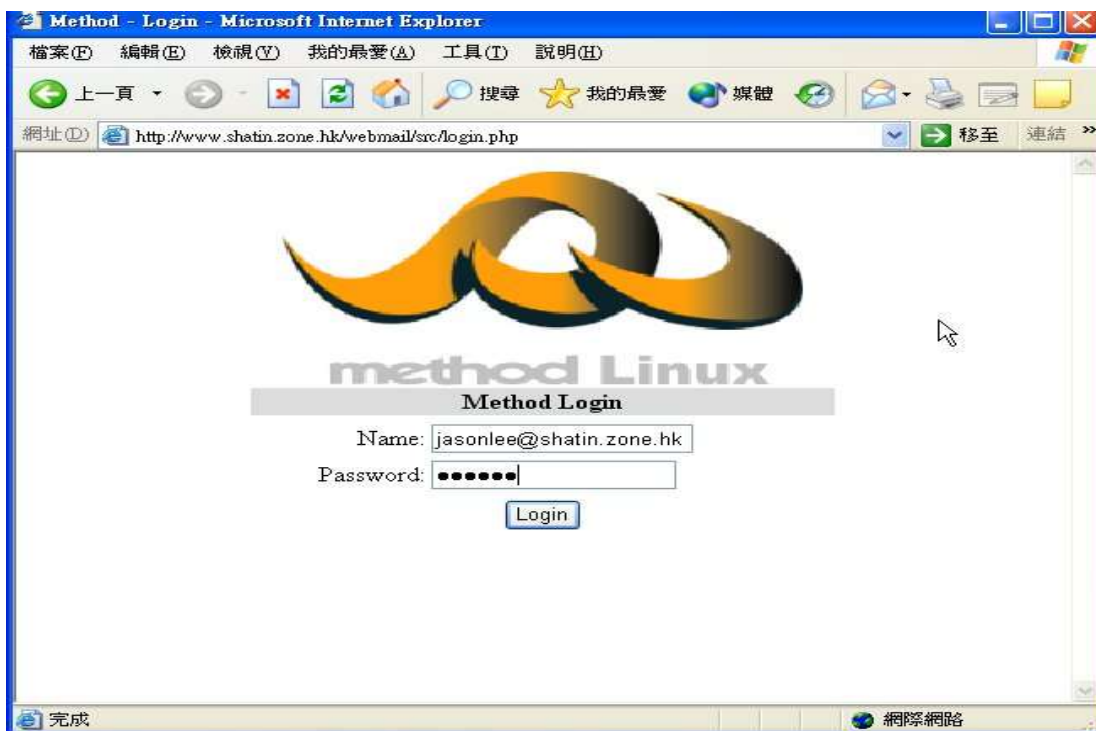 Method - Login - Microsoft Internet Explorer
檔案(F) 編輯(E) 檢視(V) 我的最愛(A) 工具(T) 說明(H)
上一頁 搜尋 我的最愛 媒體
網址(D) http://www.shatin.zone.hk/webmail/src/login.php 移至 連結 »
method Linux
Method Login
Name: jasonlee@shatin.zone.hk
Password: ●●●●●●
Login
完成 網際網路